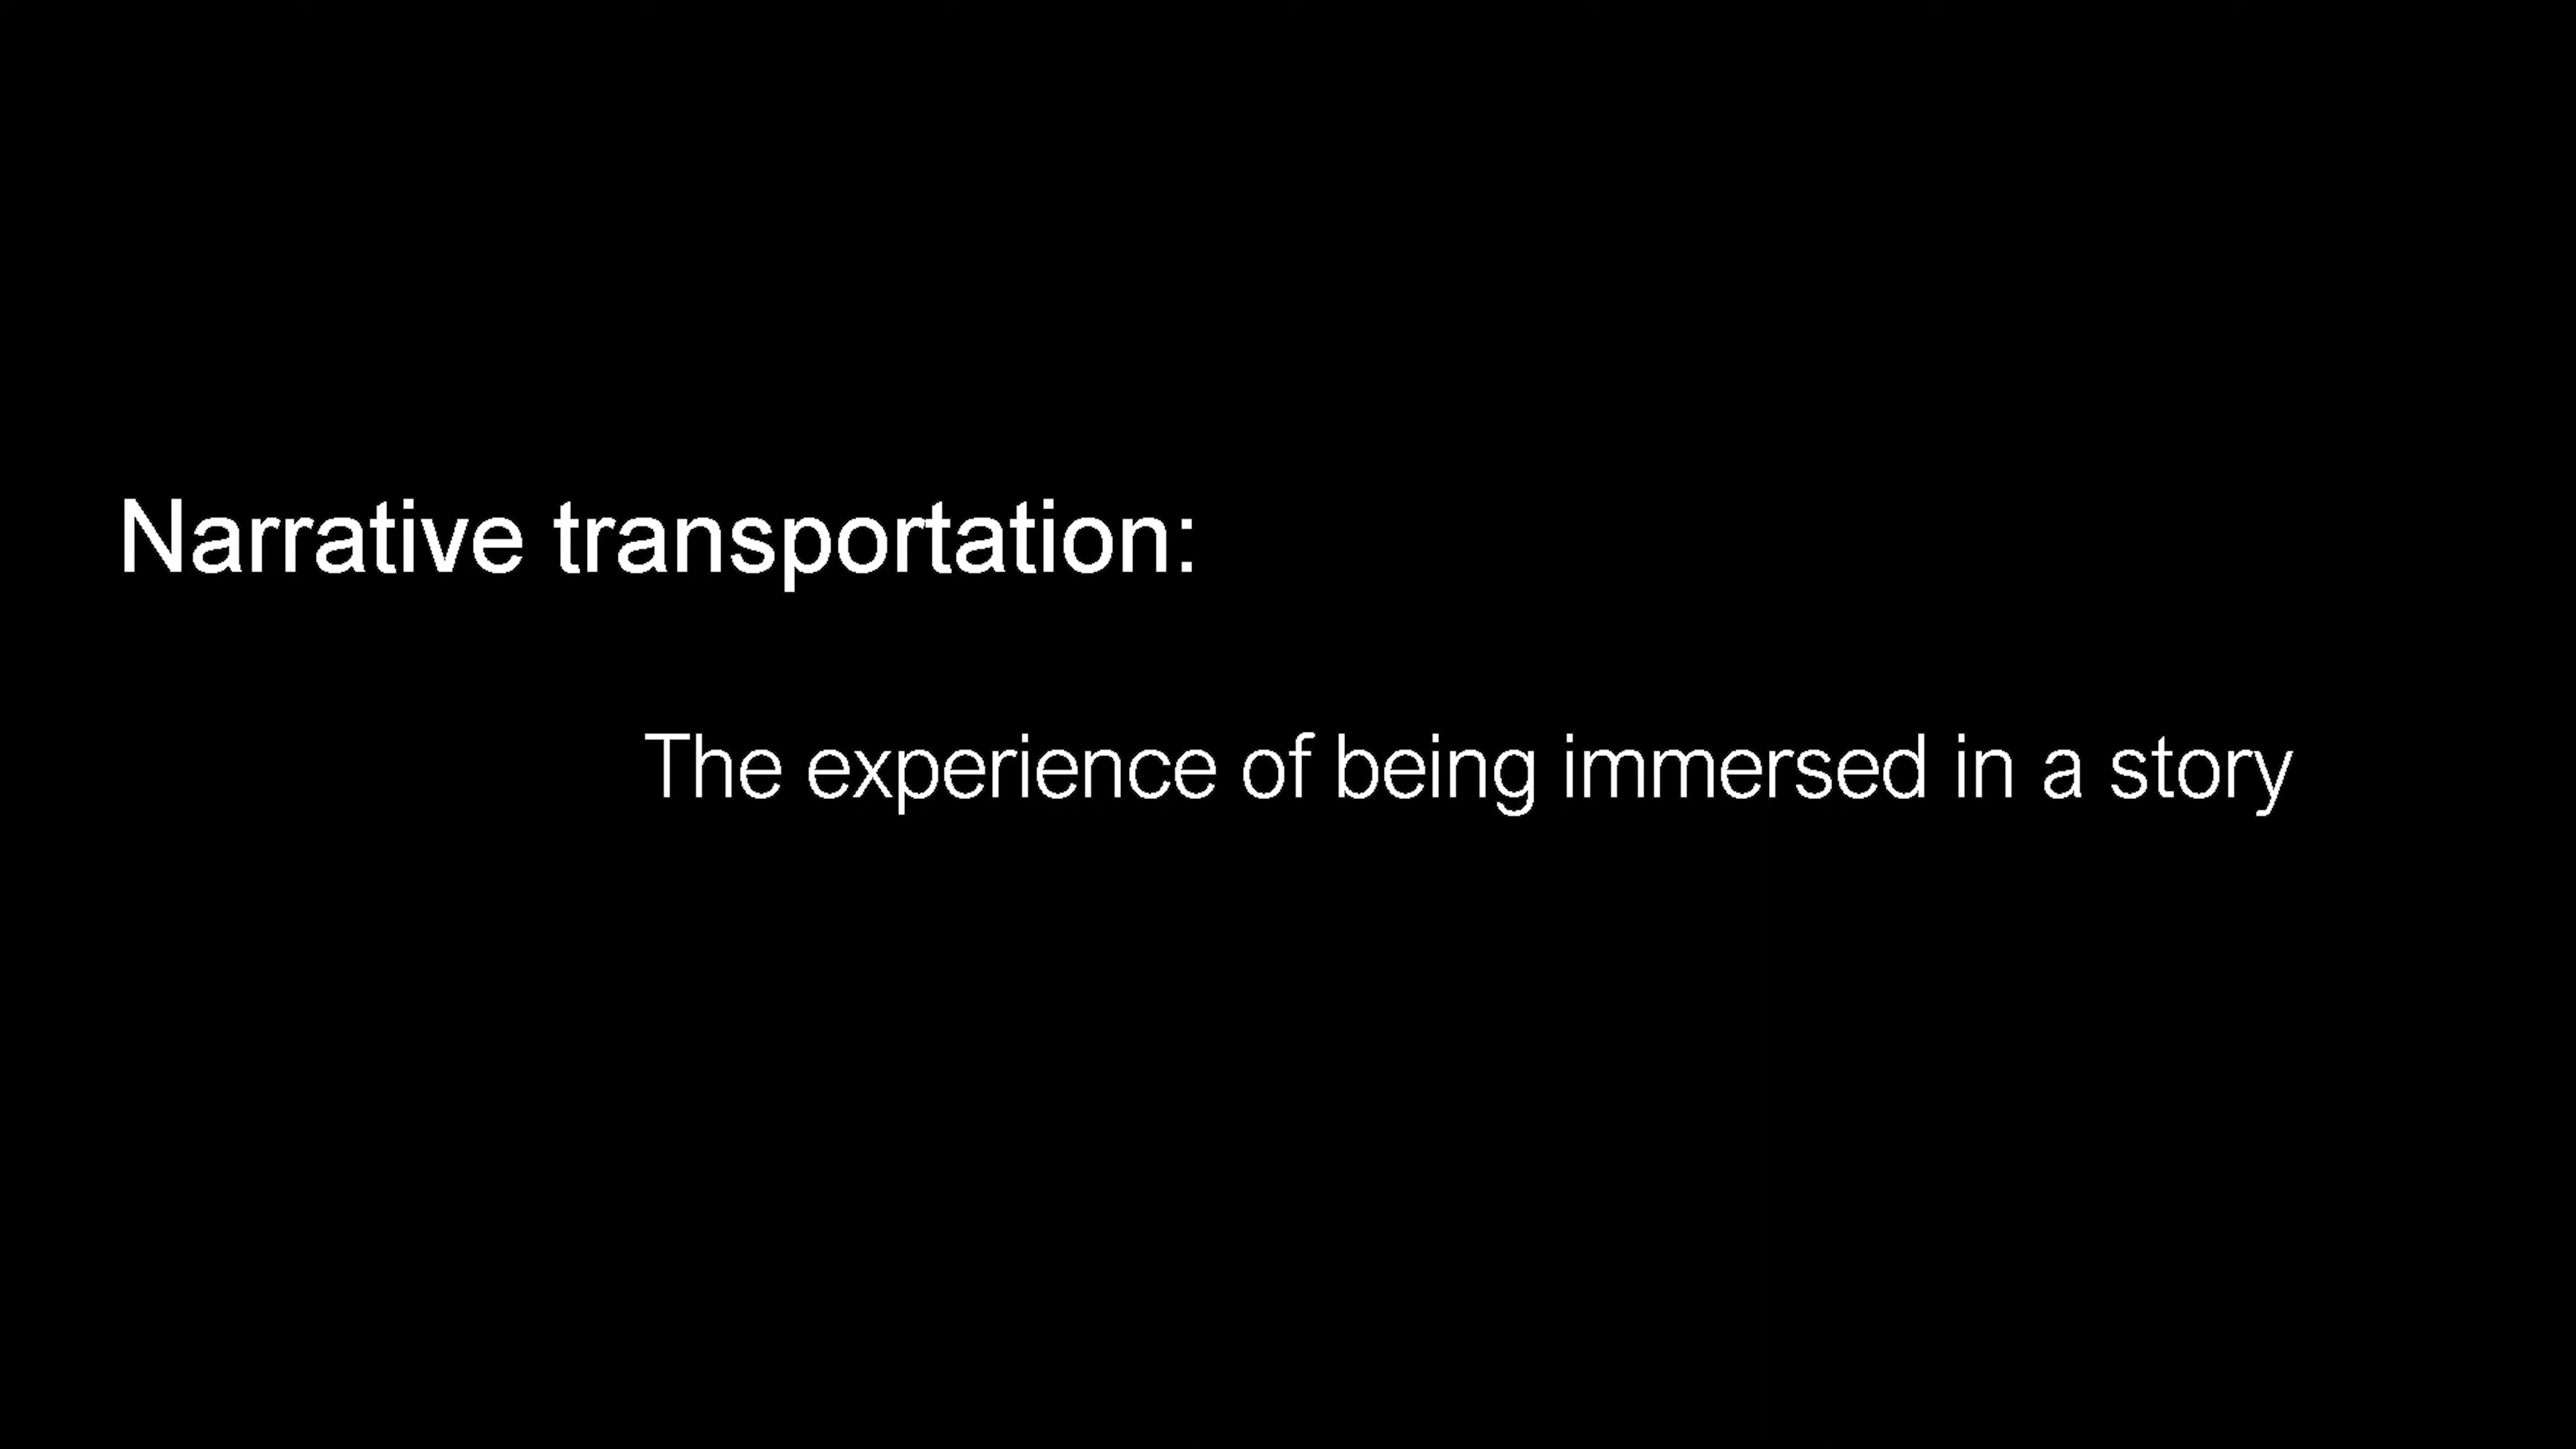 Narrative transportation:
The experience of being immersed in a story